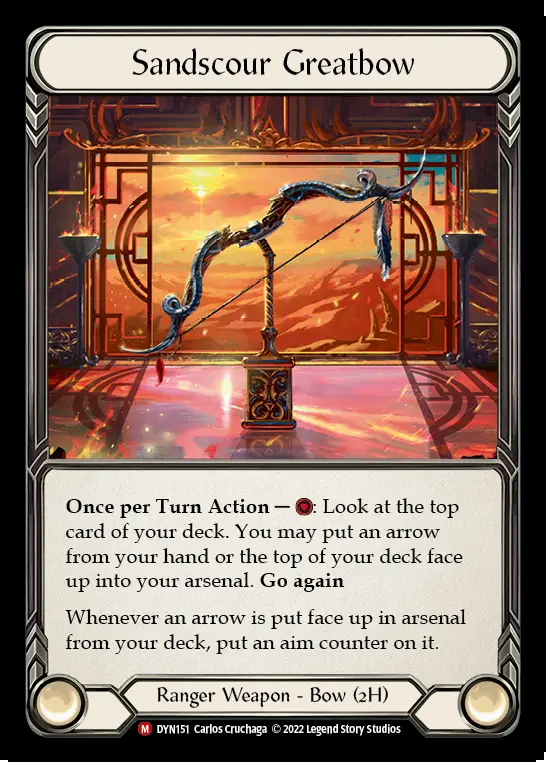 Sandscour Greatbow
Once per Turn Action — : Look at the top
card of your deck. You may put an arrow
from your hand or the top of your deck face
up into your arsenal. Go again
Whenever an arrow is put face up in arsenal
from your deck, put an aim counter on it.
Ranger Weapon - Bow (2H)
M DYN151 Carlos Cruchaga © 2022 Legend Story Studios